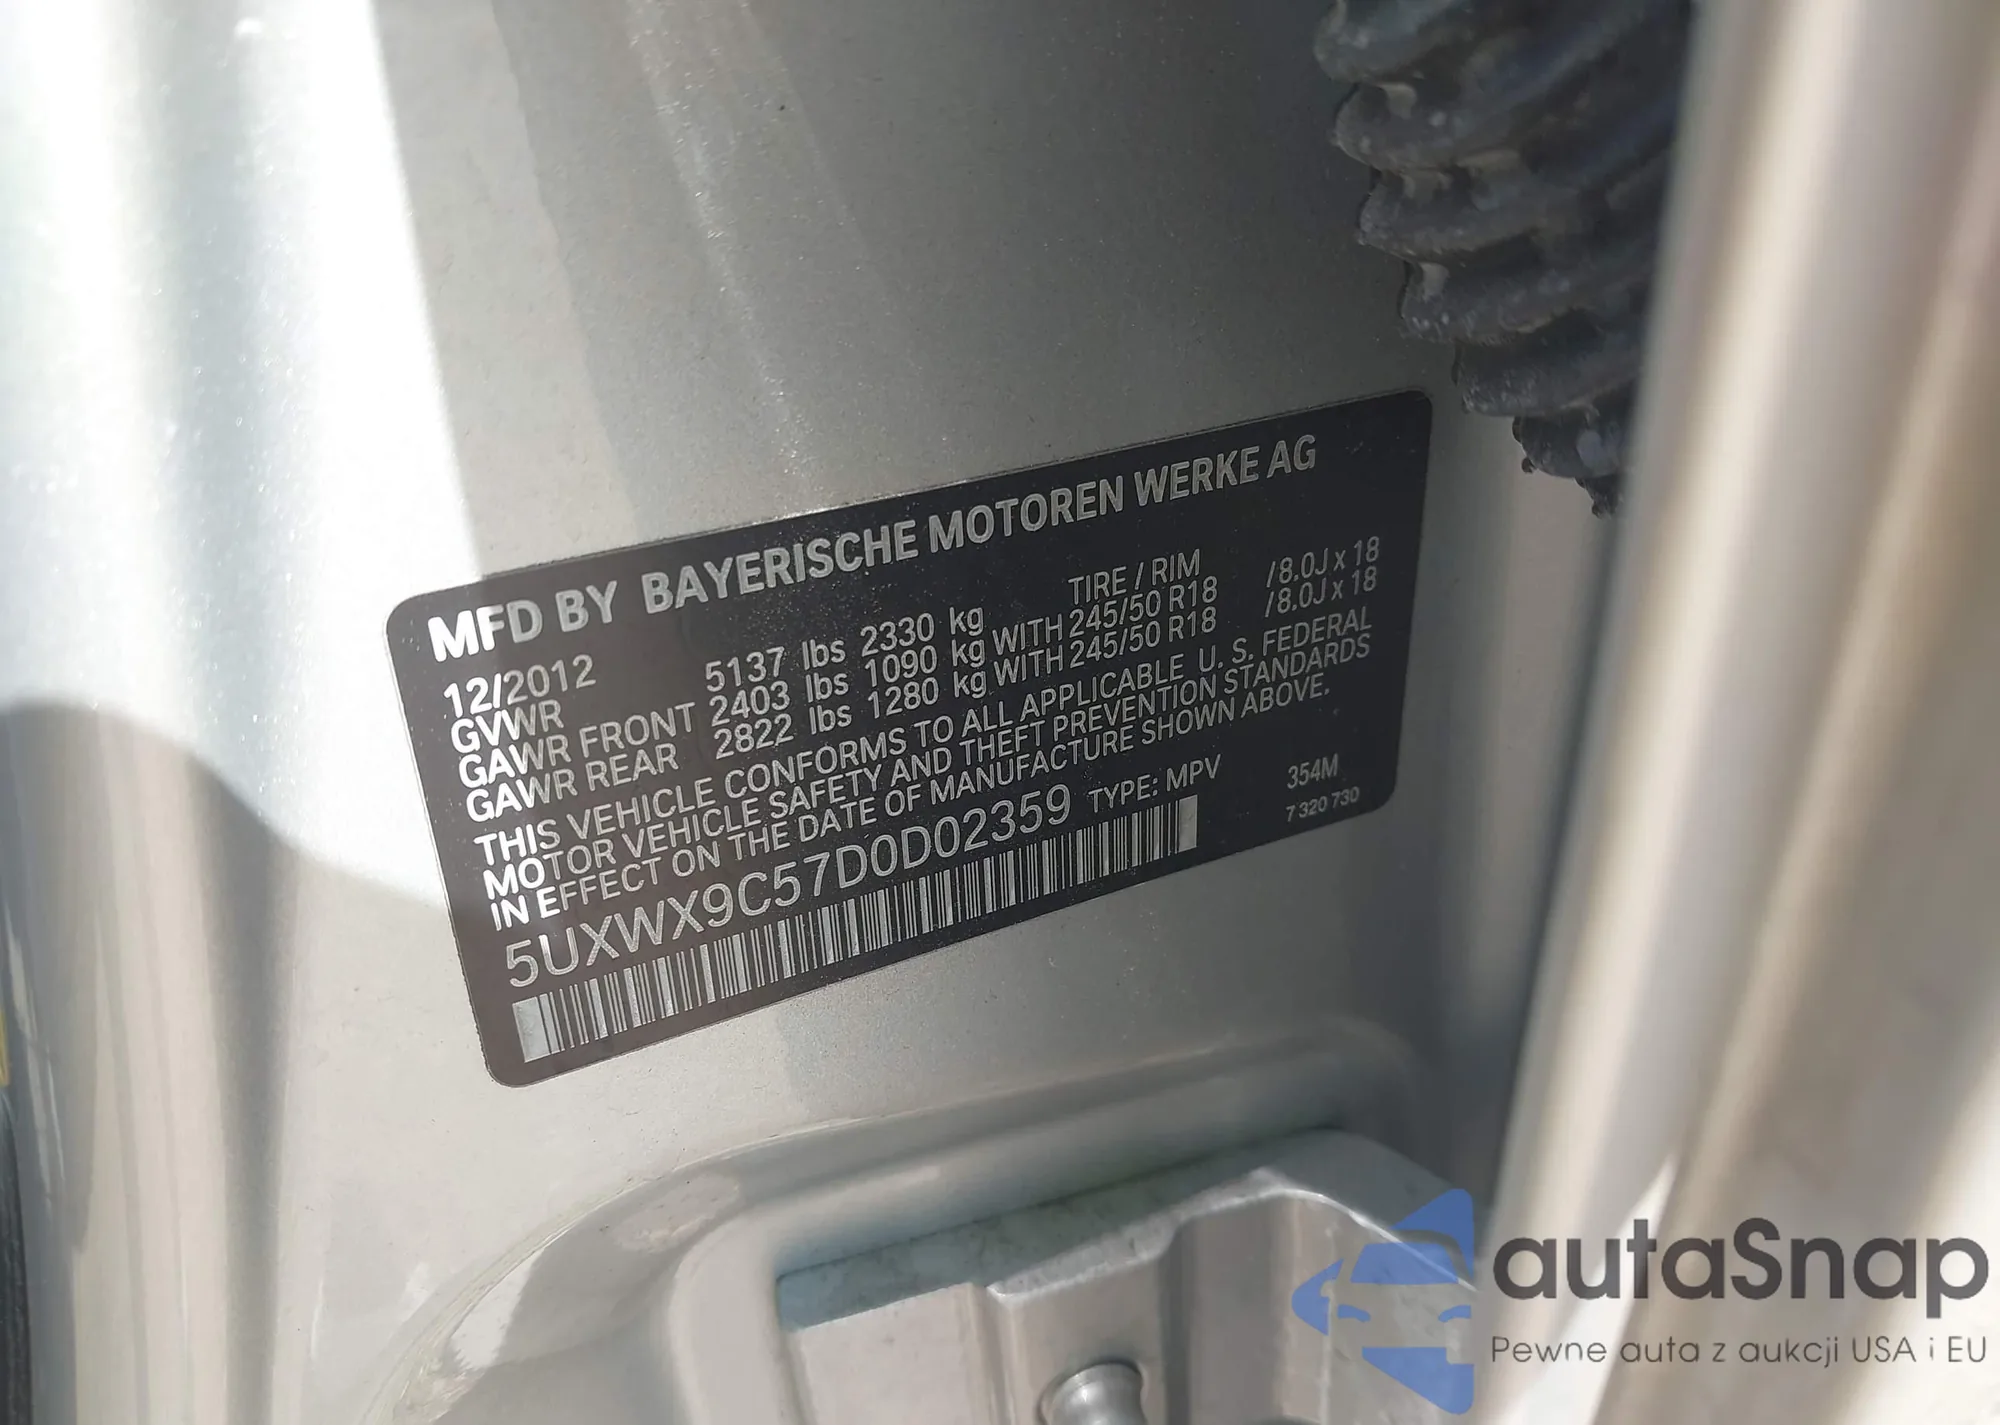 MFD BY BAYERISCHE MOTOREN WERKE AG
12/2012 TIRE / RIM
GVWR 5137 lbs 2330 kg
GAWR FRONT 2403 lbs 1090 kg WITH 245/50 R18 /8.0J x 18
GAWR REAR 2822 lbs 1280 kg WITH 245/50 R18 /8.0J x 18
THIS VEHICLE CONFORMS TO ALL APPLICABLE U. S. FEDERAL
MOTOR VEHICLE SAFETY AND THEFT PREVENTION STANDARDS
IN EFFECT ON THE DATE OF MANUFACTURE SHOWN ABOVE.
5UXWX9C57D0D02359 TYPE: MPV 354M
7 320 730
autaSnap
Pewne auta z aukcji USA i EU